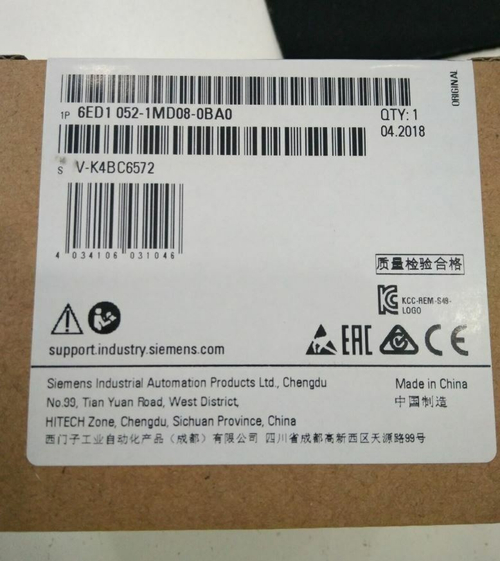 1P 6ED1 052-1MD08-0BA0
QTY: 1
04.2018
S V-K4BC6572
4 034106 031046
质量检验合格
KCC-REM-S49-
LOGO
EAC
CE
support.industry.siemens.com
Siemens Industrial Automation Products Ltd., Chengdu
No.99, Tian Yuan Road, West District,
HITECH Zone, Chengdu, Sichuan Province, China
西门子工业自动化产品（成都）有限公司 四川省成都高新西区天源路99号
Made in China
中国制造